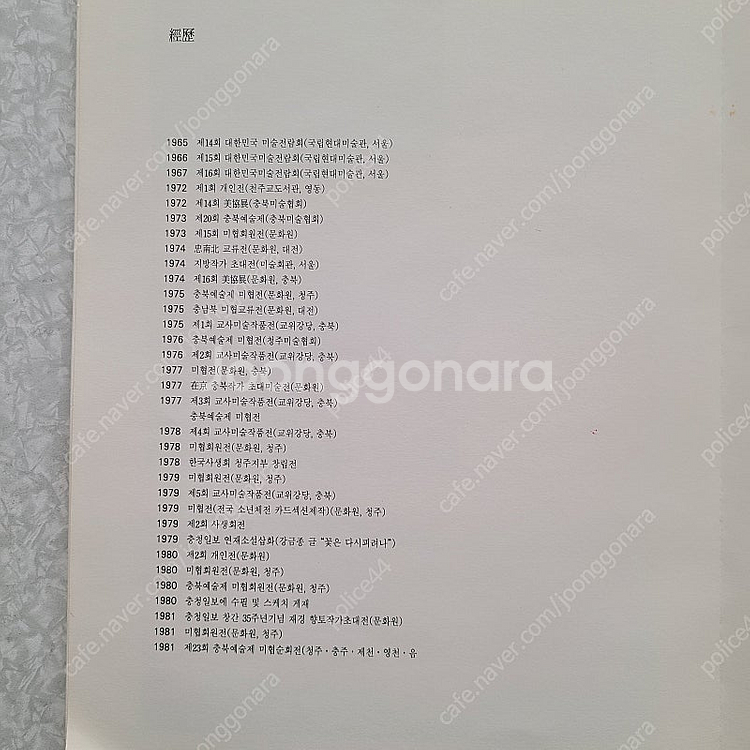 經歷
1965 제14회 대한민국 미술전람회(국립현대미술관, 서울)
1966 제15회 대한민국미술전람회(국립현대미술관, 서울)
1967 제16회 대한민국미술전람회(국립현대미술관, 서울)
1972 제1회 개인전(천주교도서관, 영동)
1972 제14회 美協展(충북미술협회)
1973 제20회 충북예술제(충북미술협회)
1973 제15회 미협회원전(문화원)
1974 忠南北 교류전(문화원, 대전)
1974 지방작가 초대전(미술회관, 서울)
1974 제16회 美協展(문화원, 충북)
1975 충북예술제 미협전(문화원, 청주)
1975 충남북 미협교류전(문화원, 대전)
1975 제1회 교사미술작품전(교위강당, 충북)
1976 충북예술제 미협전(청주미술협회)
1976 제2회 교사미술작품전(교위강당, 충북)
1977 미협전(문화원, 충북)
1977 在京 충북작가 초대미술전(문화원)
1977 제3회 교사미술작품전(교위강당, 충북)
충북예술제 미협전
1978 제4회 교사미술작품전(교위강당, 충북)
1978 미협회원전(문화원, 청주)
1978 한국사생회 청주지부 창립전
1979 미협회원전(문화원, 청주)
1979 제5회 교사미술작품전(교위강당, 충북)
1979 미협전(전국 소년체전 카드섹션제작)(문화원, 청주)
1979 제2회 사생회전
1979 충청일보 연재소설삽화(강금종 글 "꽃은 다시피려나")
1980 제2회 개인전(문화원)
1980 미협회원전(문화원, 청주)
1980 충북예술제 미협회원전(문화원, 청주)
1980 충청일보에 수필 및 스케치 게재
1981 충청일보 창간 35주년기념 재경 향토작가초대전(문화원)
1981 미협회원전(문화원, 청주)
1981 제23회 충북예술제 미협순회전(청주・충주・제천・영천・음
joonggonara
cafe.naver.com/joonggonara
police44